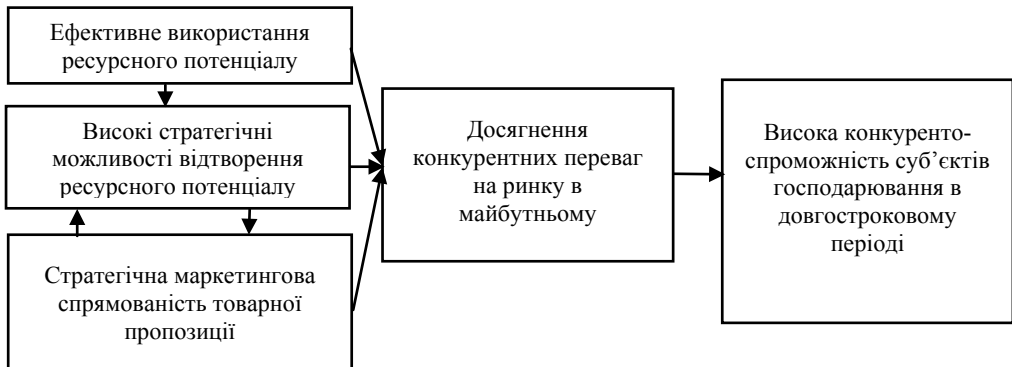 Ефективне використання
ресурсного потенціалу
Високі стратегічні
можливості відтворення
ресурсного потенціалу
Стратегічна маркетингова
спрямованість товарної
пропозиції
Досягнення
конкурентних переваг
на ринку в
майбутньому
Висока конкуренто-
спроможність суб’єктів
господарювання в
довгостроковому
періоді